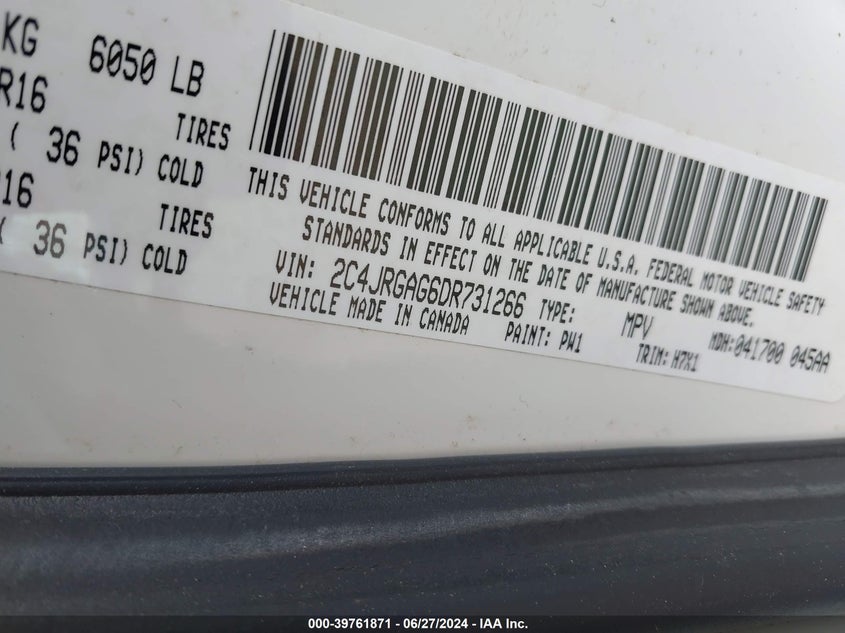 KG 6050 LB
R16 TIRES
( 36 PSI) COLD
16 TIRES
( 36 PSI) COLD
THIS VEHICLE CONFORMS TO ALL APPLICABLE U.S.A. FEDERAL MOTOR VEHICLE SAFETY
STANDARDS IN EFFECT ON THE DATE OF MANUFACTURE SHOWN ABOVE.
VIN: 2C4JRGAG6DR731266 TYPE: MPV MDH:041700 045AA
VEHICLE MADE IN CANADA PAINT: PW1 TRIM: H7X1
000-39761871 / 06/27/2024 - IAA Inc.